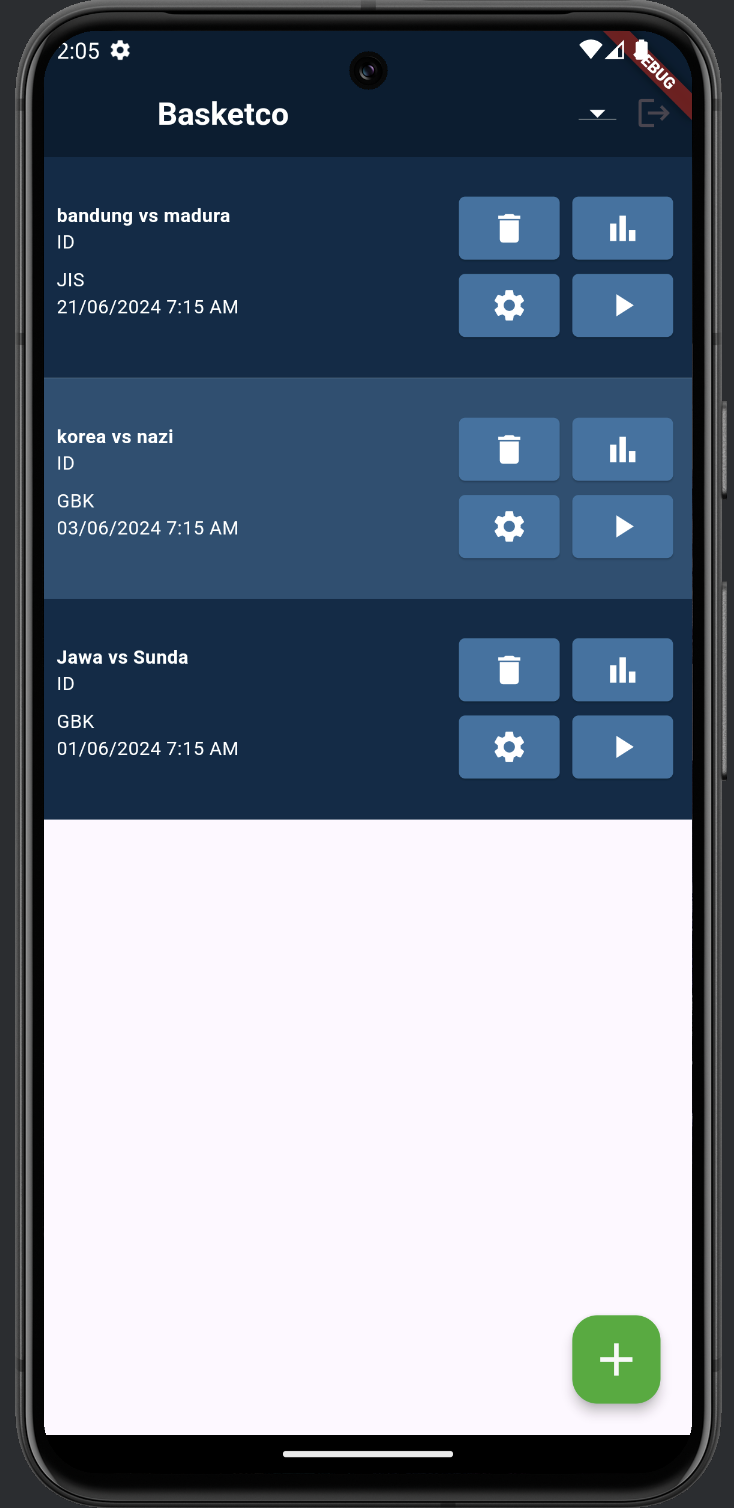 2:05
DEBUG
Basketco
bandung vs madura
ID
JIS
21/06/2024 7:15 AM
korea vs nazi
ID
GBK
03/06/2024 7:15 AM
Jawa vs Sunda
ID
GBK
01/06/2024 7:15 AM